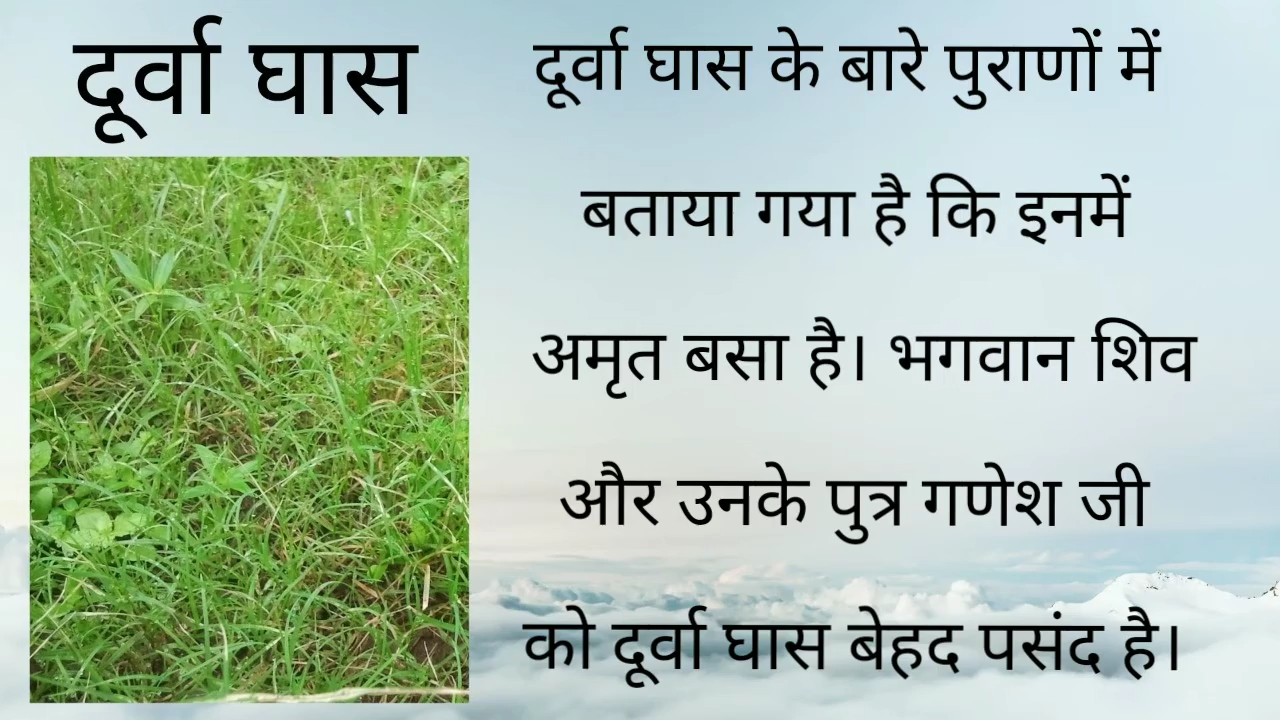 दूर्वा घास
दूर्वा घास के बारे पुराणों में
बताया गया है कि इनमें
अमृत बसा है। भगवान शिव
और उनके पुत्र गणेश जी
को दूर्वा घास बेहद पसंद है।